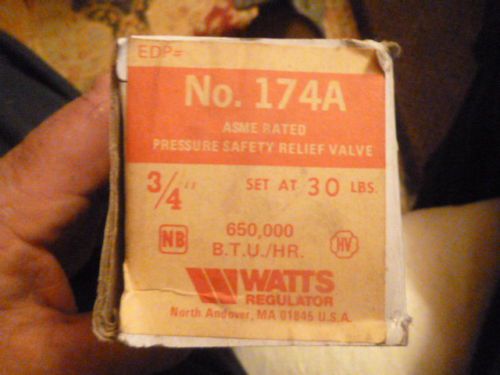 EDP=
No. 174A
ASME RATED
PRESSURE SAFETY RELIEF VALVE
3/4" SET AT 30 LBS.
NB 650,000 HV
B.T.U./HR.
WATTS
REGULATOR
North Andover, MA 01845 U.S.A.